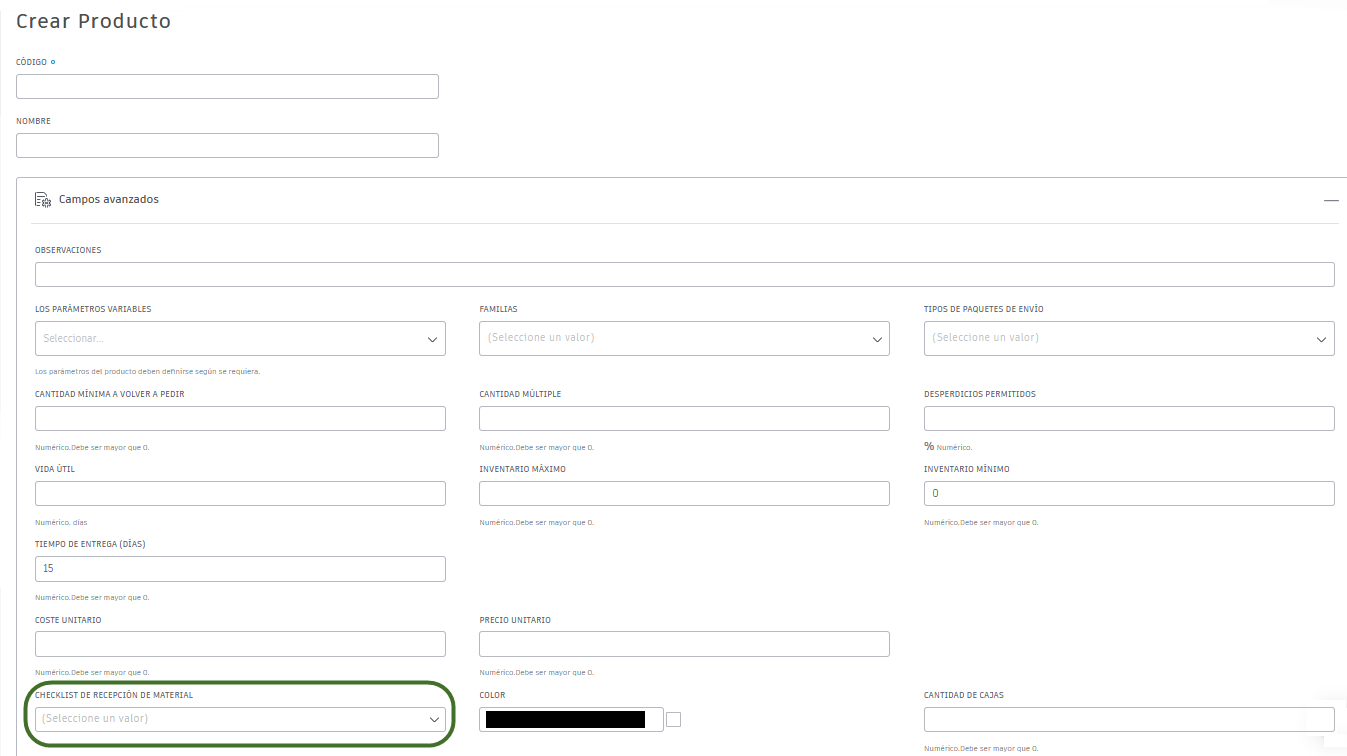 Crear Producto
CÓDIGO
NOMBRE
Campos avanzados
OBSERVACIONES
LOS PARÁMETROS VARIABLES FAMILIAS TIPOS DE PAQUETES DE ENVÍO
Seleccionar... (Seleccione un valor) (Seleccione un valor)
Los parámetros del producto deben definirse según se requiera.
CANTIDAD MÍNIMA A VOLVER A PEDIR CANTIDAD MÚLTIPLE DESPERDICIOS PERMITIDOS
Numérico.Debe ser mayor que 0. Numérico.Debe ser mayor que 0. % Numérico.
VIDA ÚTIL INVENTARIO MÁXIMO INVENTARIO MÍNIMO
0
Numérico, días Numérico.Debe ser mayor que 0. Numérico.Debe ser mayor que 0.
TIEMPO DE ENTREGA (DÍAS)
15
Numérico.Debe ser mayor que 0.
COSTE UNITARIO PRECIO UNITARIO
Numérico.Debe ser mayor que 0. Numérico.Debe ser mayor que 0.
CHECKLIST DE RECEPCIÓN DE MATERIAL COLOR CANTIDAD DE CAJAS
(Seleccione un valor)
Numérico.Debe ser mayor que 0.